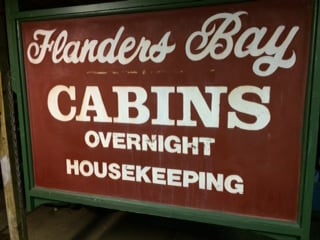 Flanders Bay
CABINS
OVERNIGHT
HOUSEKEEPING